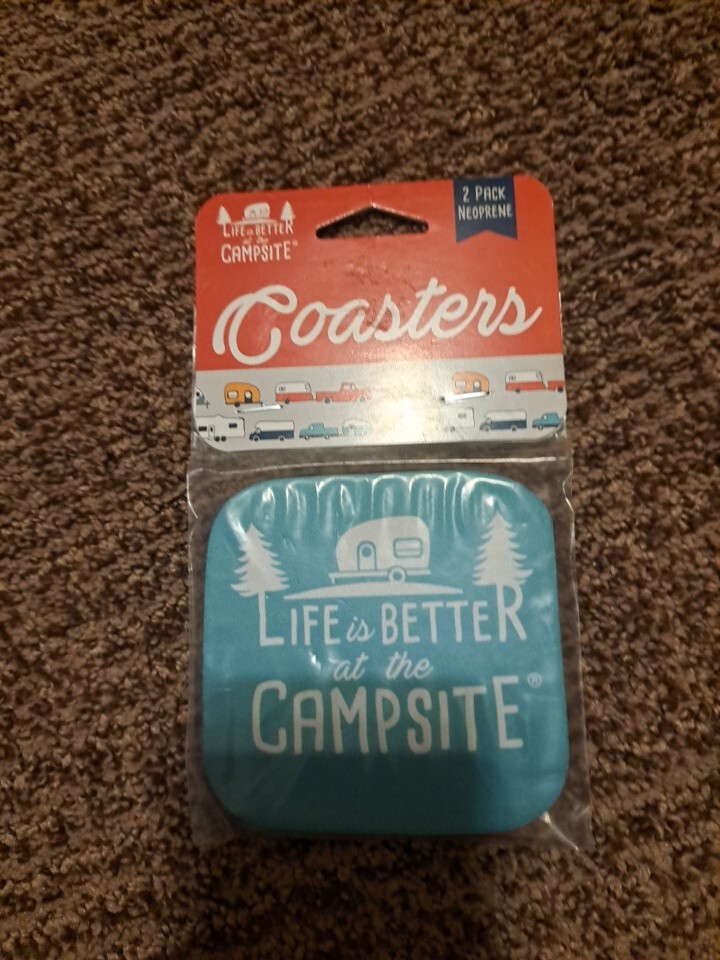 2 PACK
NEOPRENE
LIFE is BETTER
at the
CAMPSITE®
Coasters
LIFE is BETTER
at the
CAMPSITE®